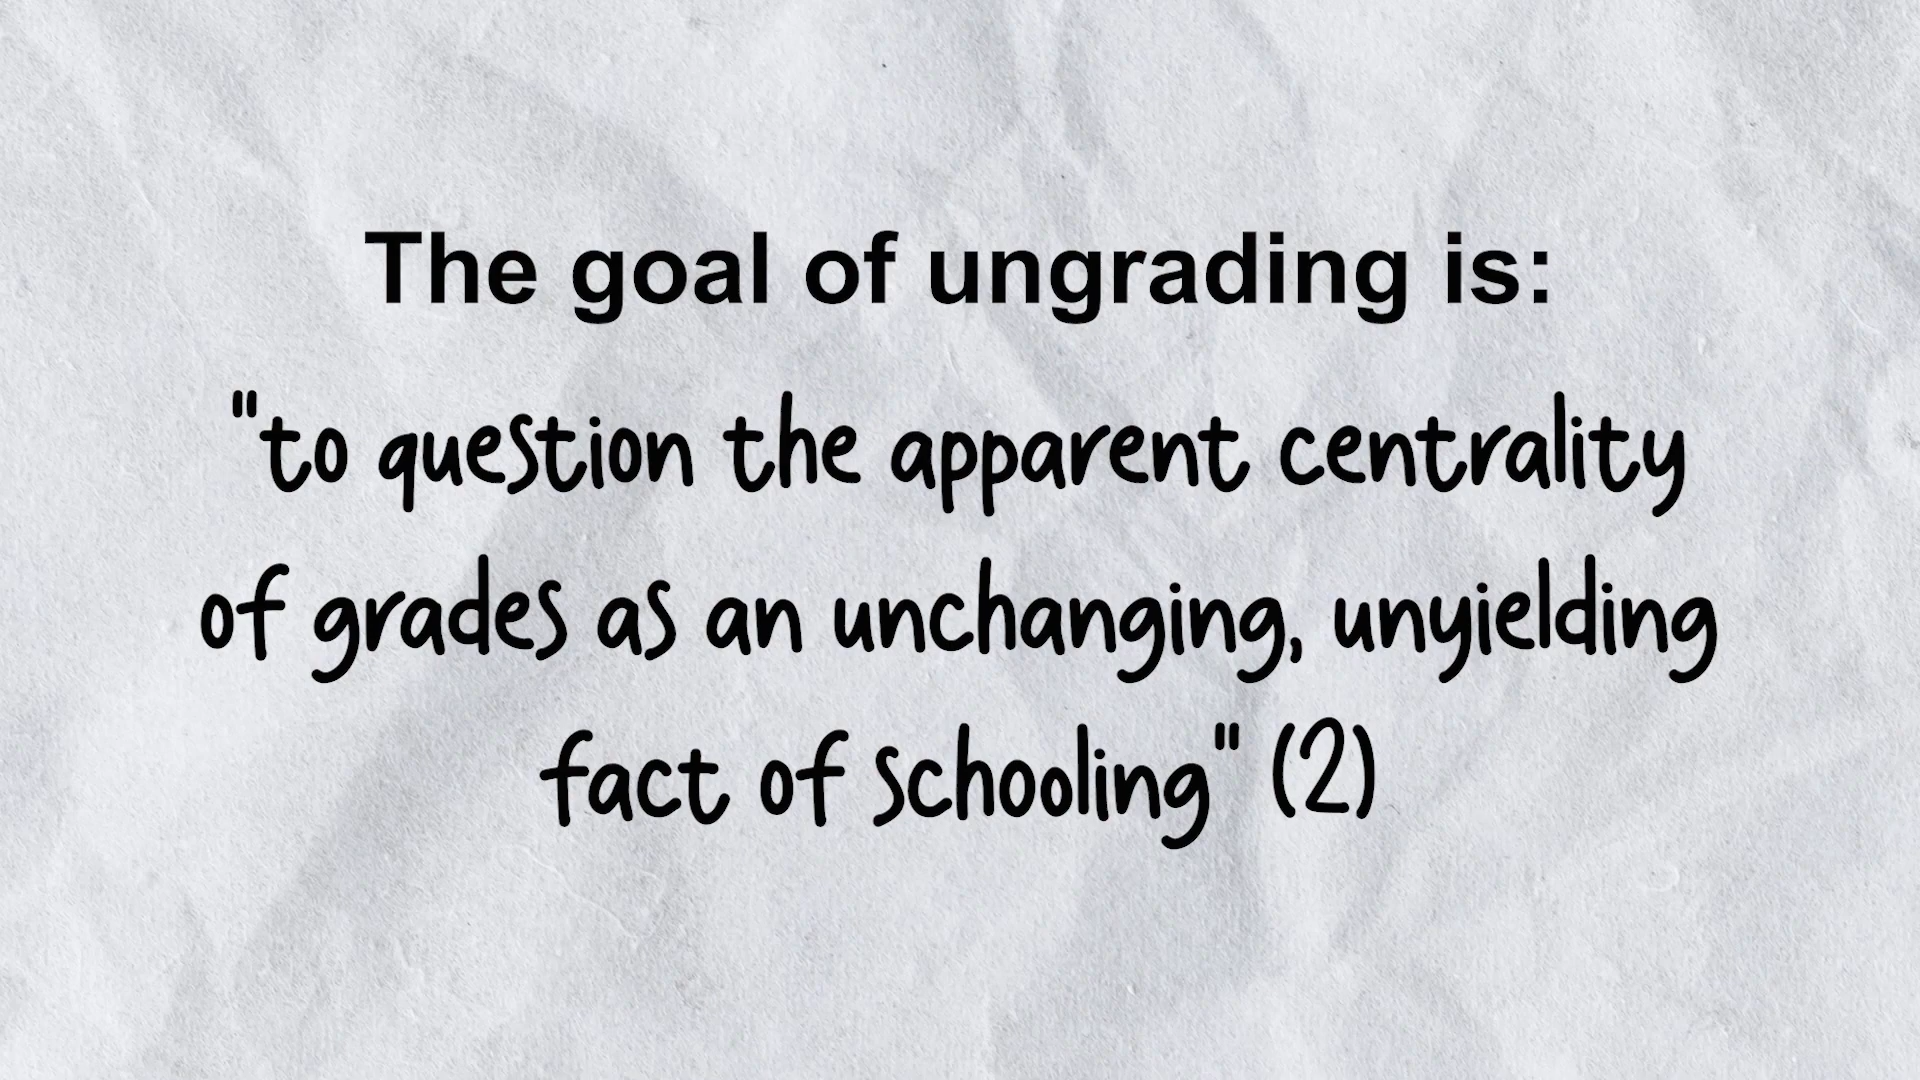 The goal of ungrading is:
"to question the apparent centrality
of grades as an unchanging, unyielding
fact of schooling" (2)